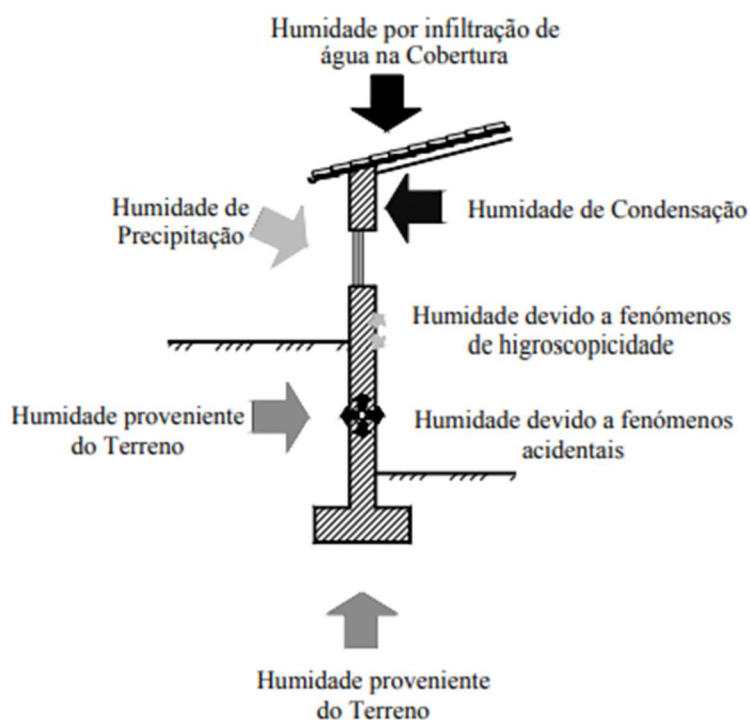 Humidade por infiltração de
água na Cobertura
Humidade de
Precipitação
Humidade de Condensação
Humidade devido a fenómenos
de higroscopicidade
Humidade proveniente
do Terreno
Humidade devido a fenómenos
acidentais
Humidade proveniente
do Terreno